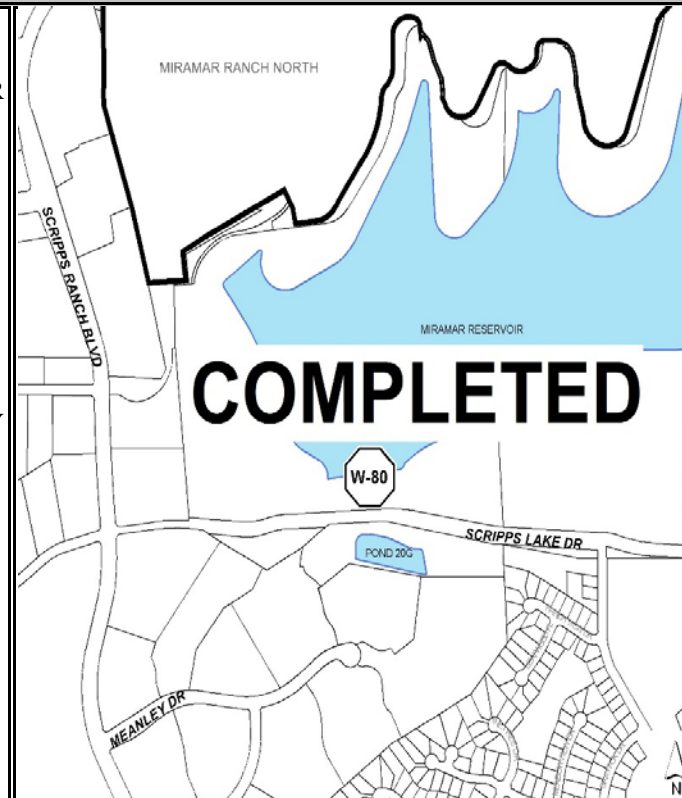 R
MIRAMAR RANCH NORTH
SCRIPPS RANCH BLVD
MIRAMAR RESERVOIR
COMPLETED
Y
W-80
SCRIPPS LAKE DR
POND 20G
MEANLEY DR
N